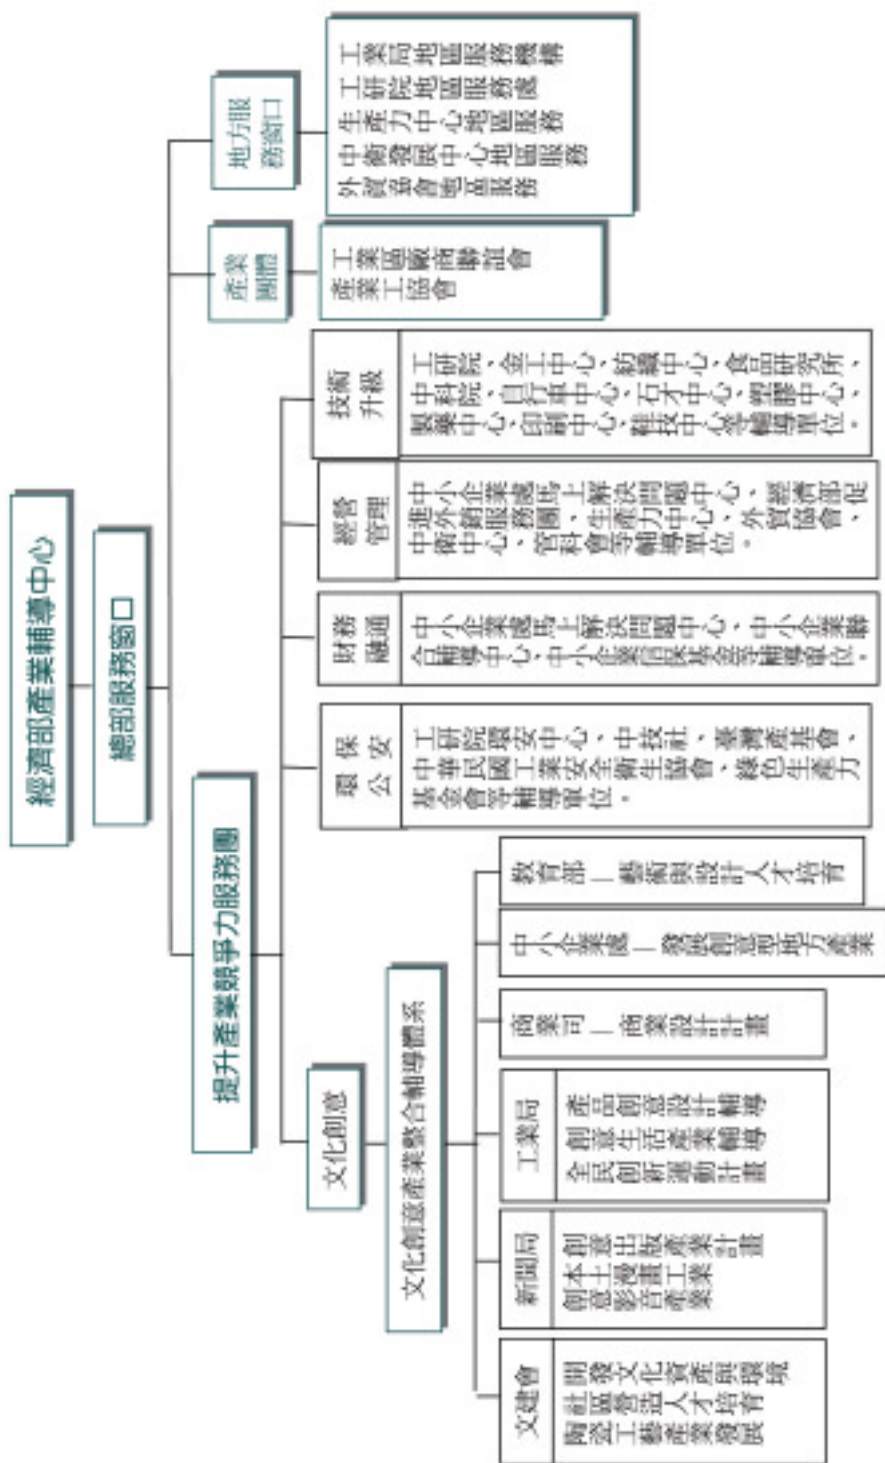 經濟部產業輔導中心
總部服務窗口
提升產業競爭力服務團
產業
團體
地方服
務窗口
工業區廠商聯誼會
產業工協會
工業局地區服務機構
工研院地區服務處
生產力中心地區服務
中衛發展中心地區服務
外貿協會地區服務
文化創意
環保
公安
財務
融通
經營
管理
技術
升級
工研院環安中心、中技社、臺灣產基會、
中華民國工業安全衛生協會、綠色生產力
基金會等輔導單位。
中小企業處馬上解決問題中心、中小企業聯
合輔導中心、中小企業信保基金等輔導單位。
中小企業處馬上解決問題中心、經濟部促
進外銷服務團、生產力中心、外貿協會、
中衛中心、管科會等輔導單位。
工研院、金工中心、紡織中心、食品研究所、
中科院、自行車中心、石才中心、塑膠中心、
製藥中心、印刷中心、鞋技中心等輔導單位。
文化創意產業整合輔導體系
文建會
開發文化資產與環境
社區營造人才培育
陶瓷工藝產業發展
新聞局
創意出版產業計畫
本土漫畫工業
創意影音產業
工業局
產品創意設計輔導
創意生活產業輔導
全民創新運動計畫
商業司—商業設計計畫
中小企業處—發展創意型地方產業
教育部—藝術與設計人才培育